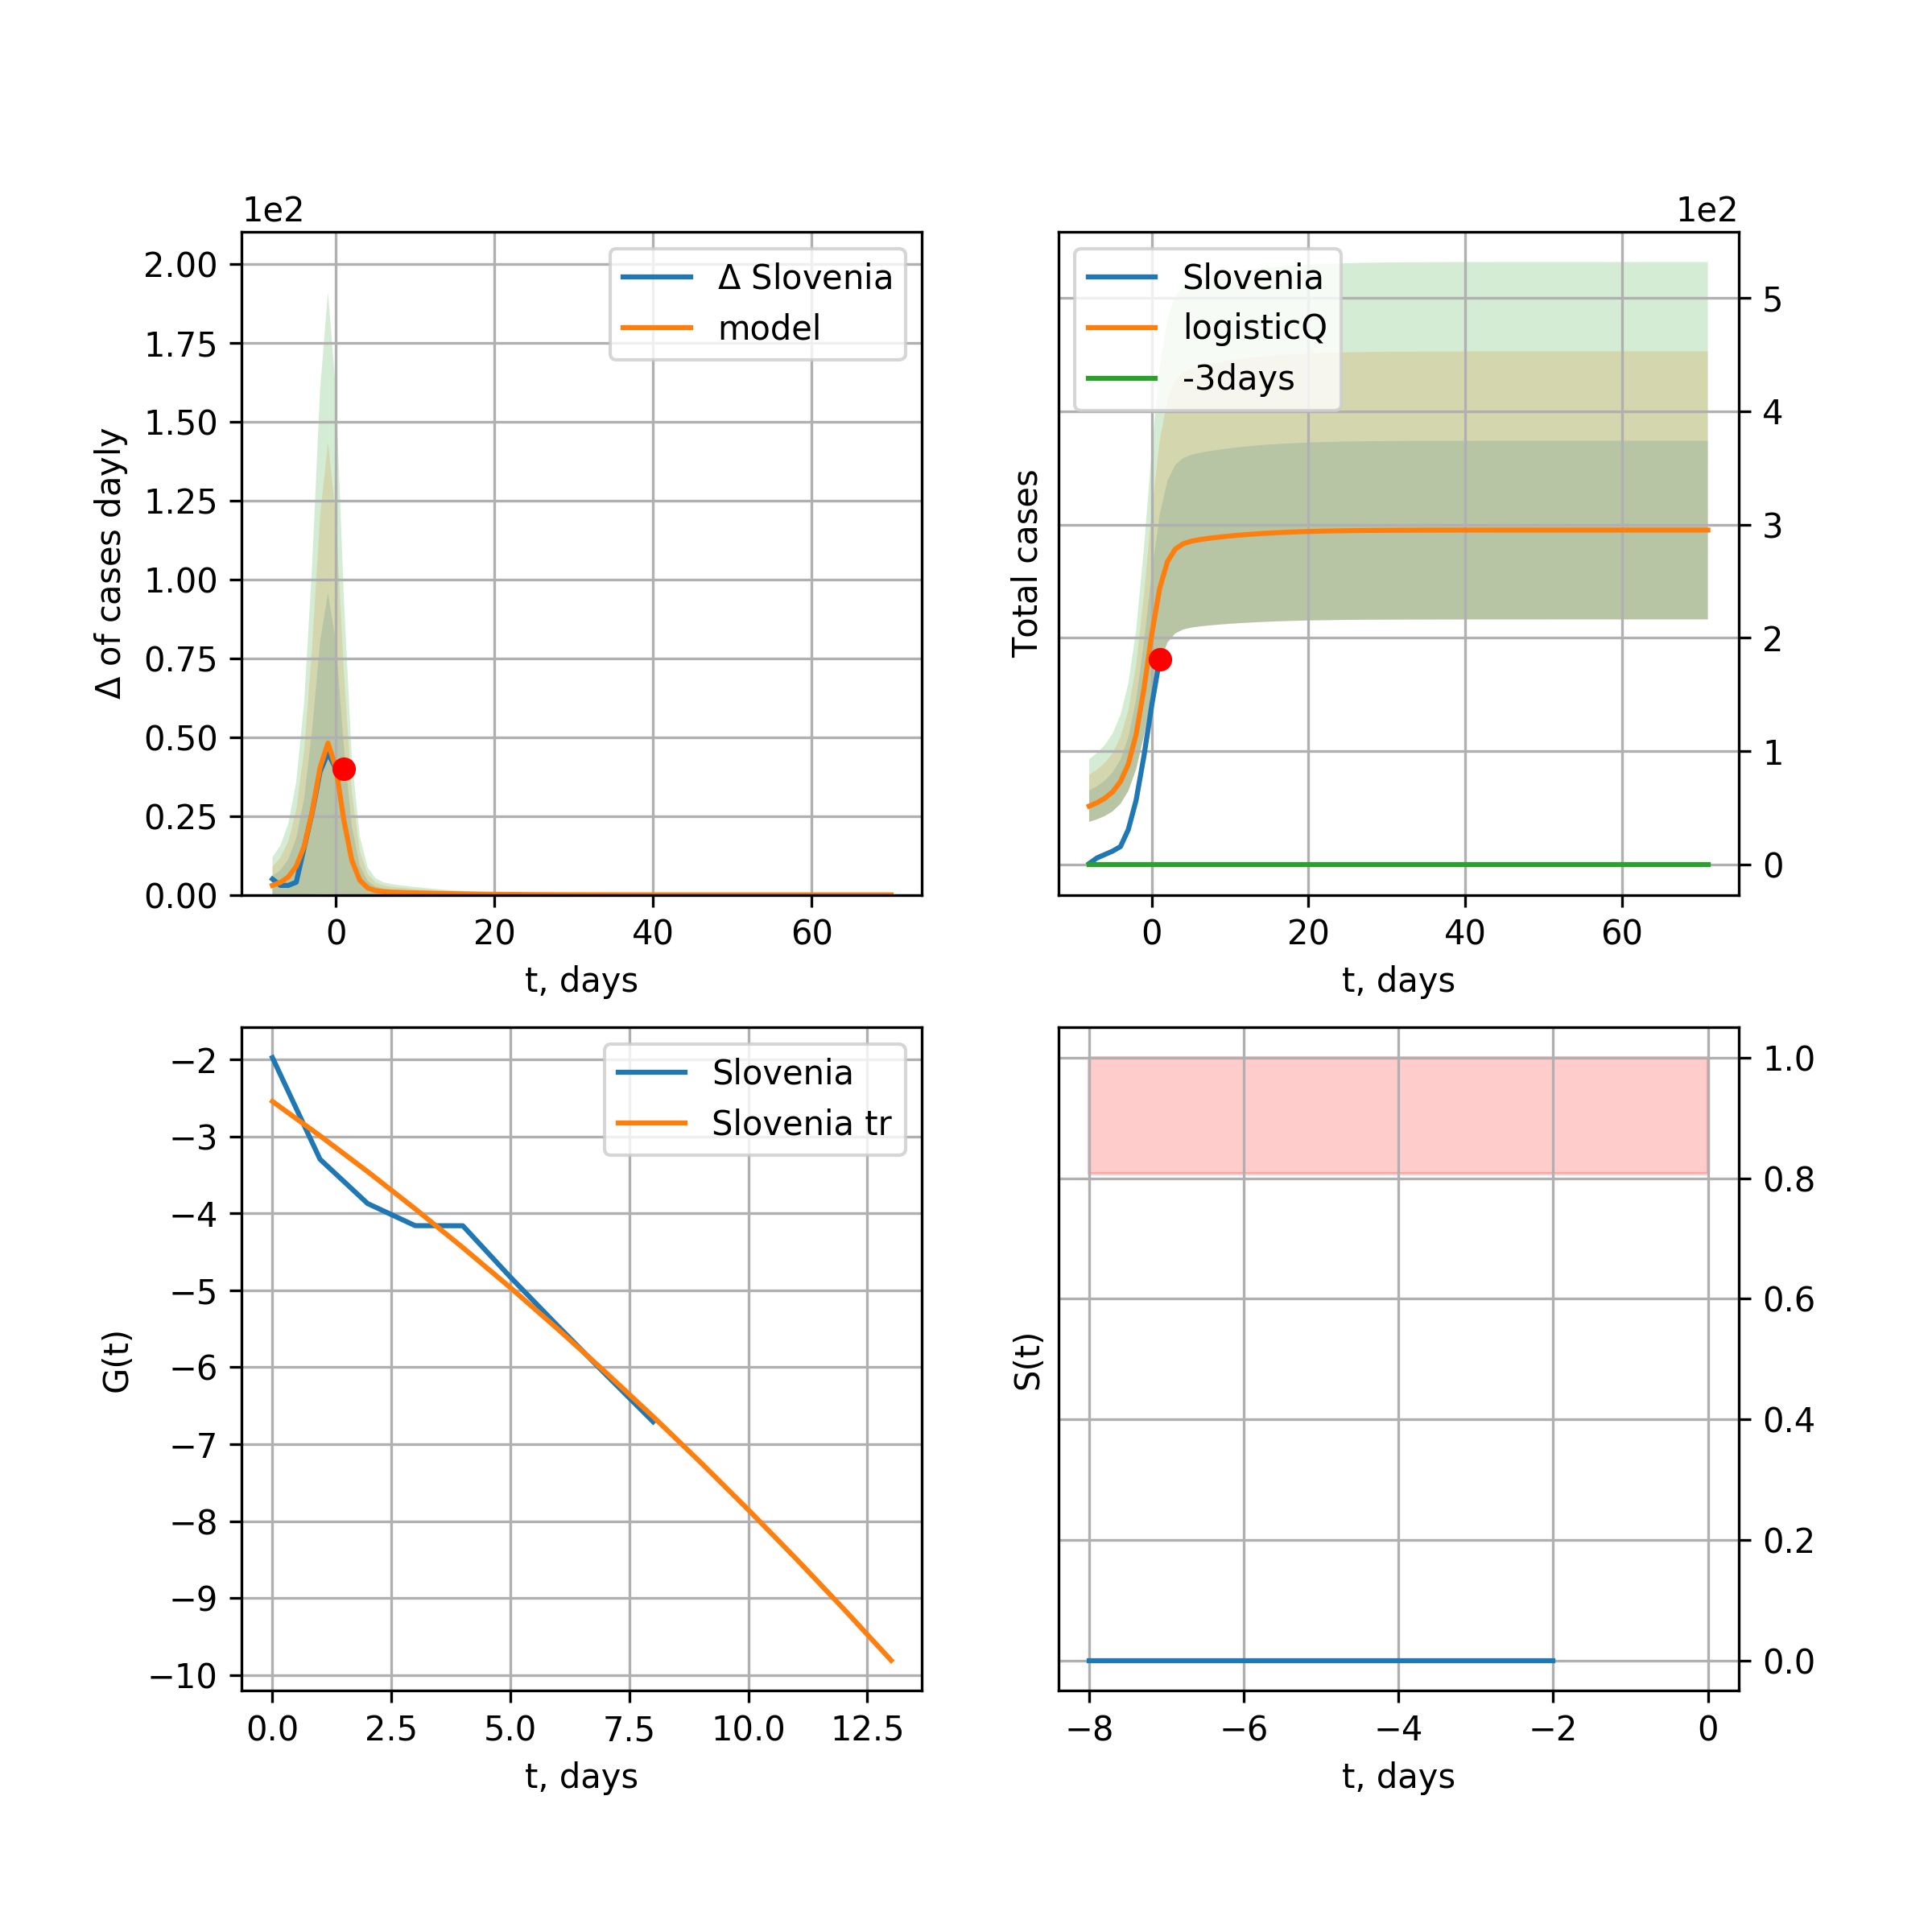 1e2
2.00
1.75
1.50
1.25
1.00
0.75
0.50
0.25
0.00
Δ of cases dayly
Δ Slovenia
model
0 20 40 60
t, days
1e2
Slovenia
logisticQ
-3days
Total cases
5
4
3
2
1
0
0 20 40 60
t, days
−2
−3
−4
−5
−6
−7
−8
−9
−10
G(t)
Slovenia
Slovenia tr
0.0 2.5 5.0 7.5 10.0 12.5
t, days
S(t)
1.0
0.8
0.6
0.4
0.2
0.0
−8 −6 −4 −2 0
t, days